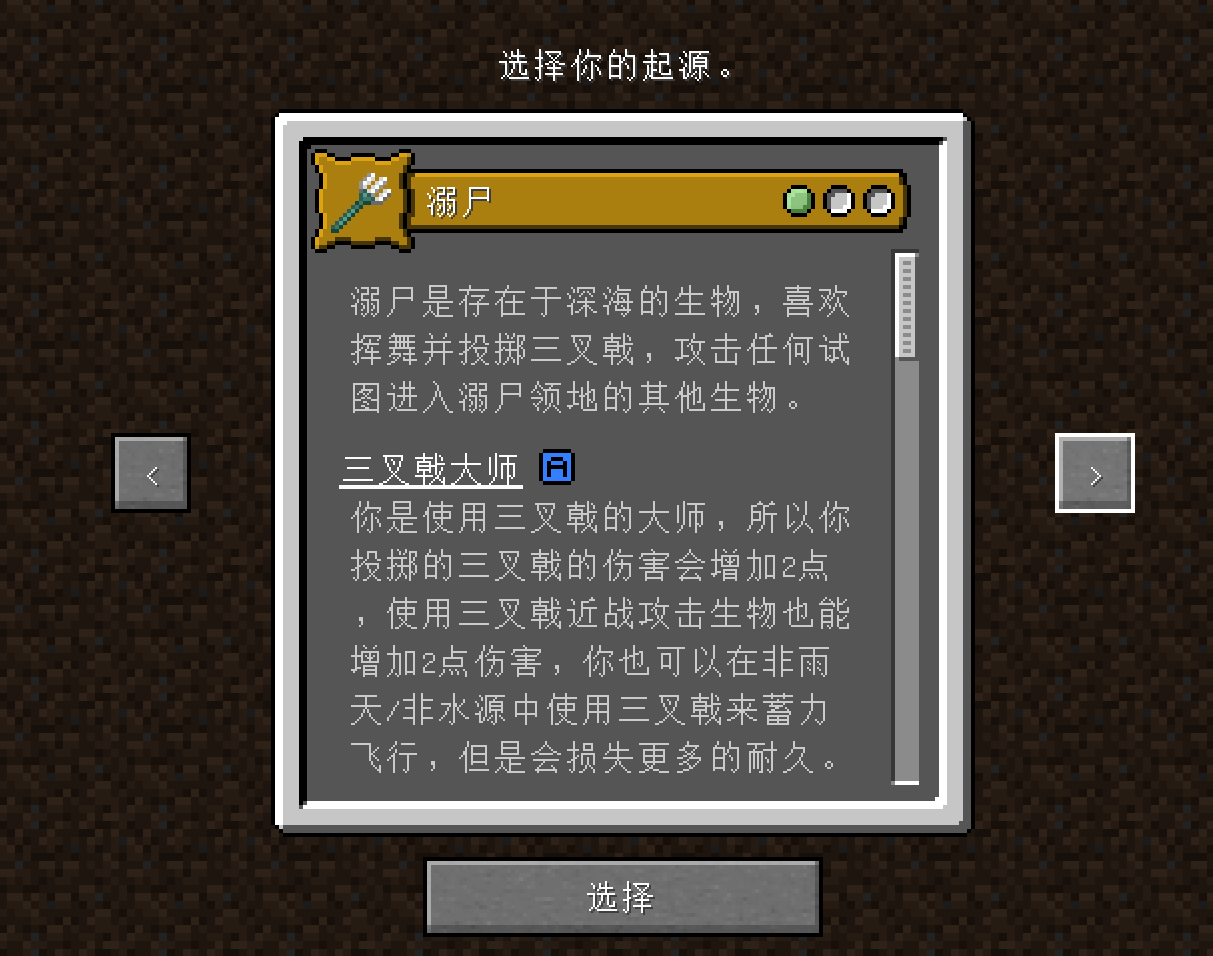 选择你的起源。
溺尸
溺尸是存在于深海的生物，喜欢
挥舞并投掷三叉戟，攻击任何试
图进入溺尸领地的其他生物。
三叉戟大师 A
你是使用三叉戟的大师，所以你
投掷的三叉戟的伤害会增加2点
，使用三叉戟近战攻击生物也能
增加2点伤害，你也可以在非雨
天/非水源中使用三叉戟来蓄力
飞行，但是会损失更多的耐久。
<
>
选择